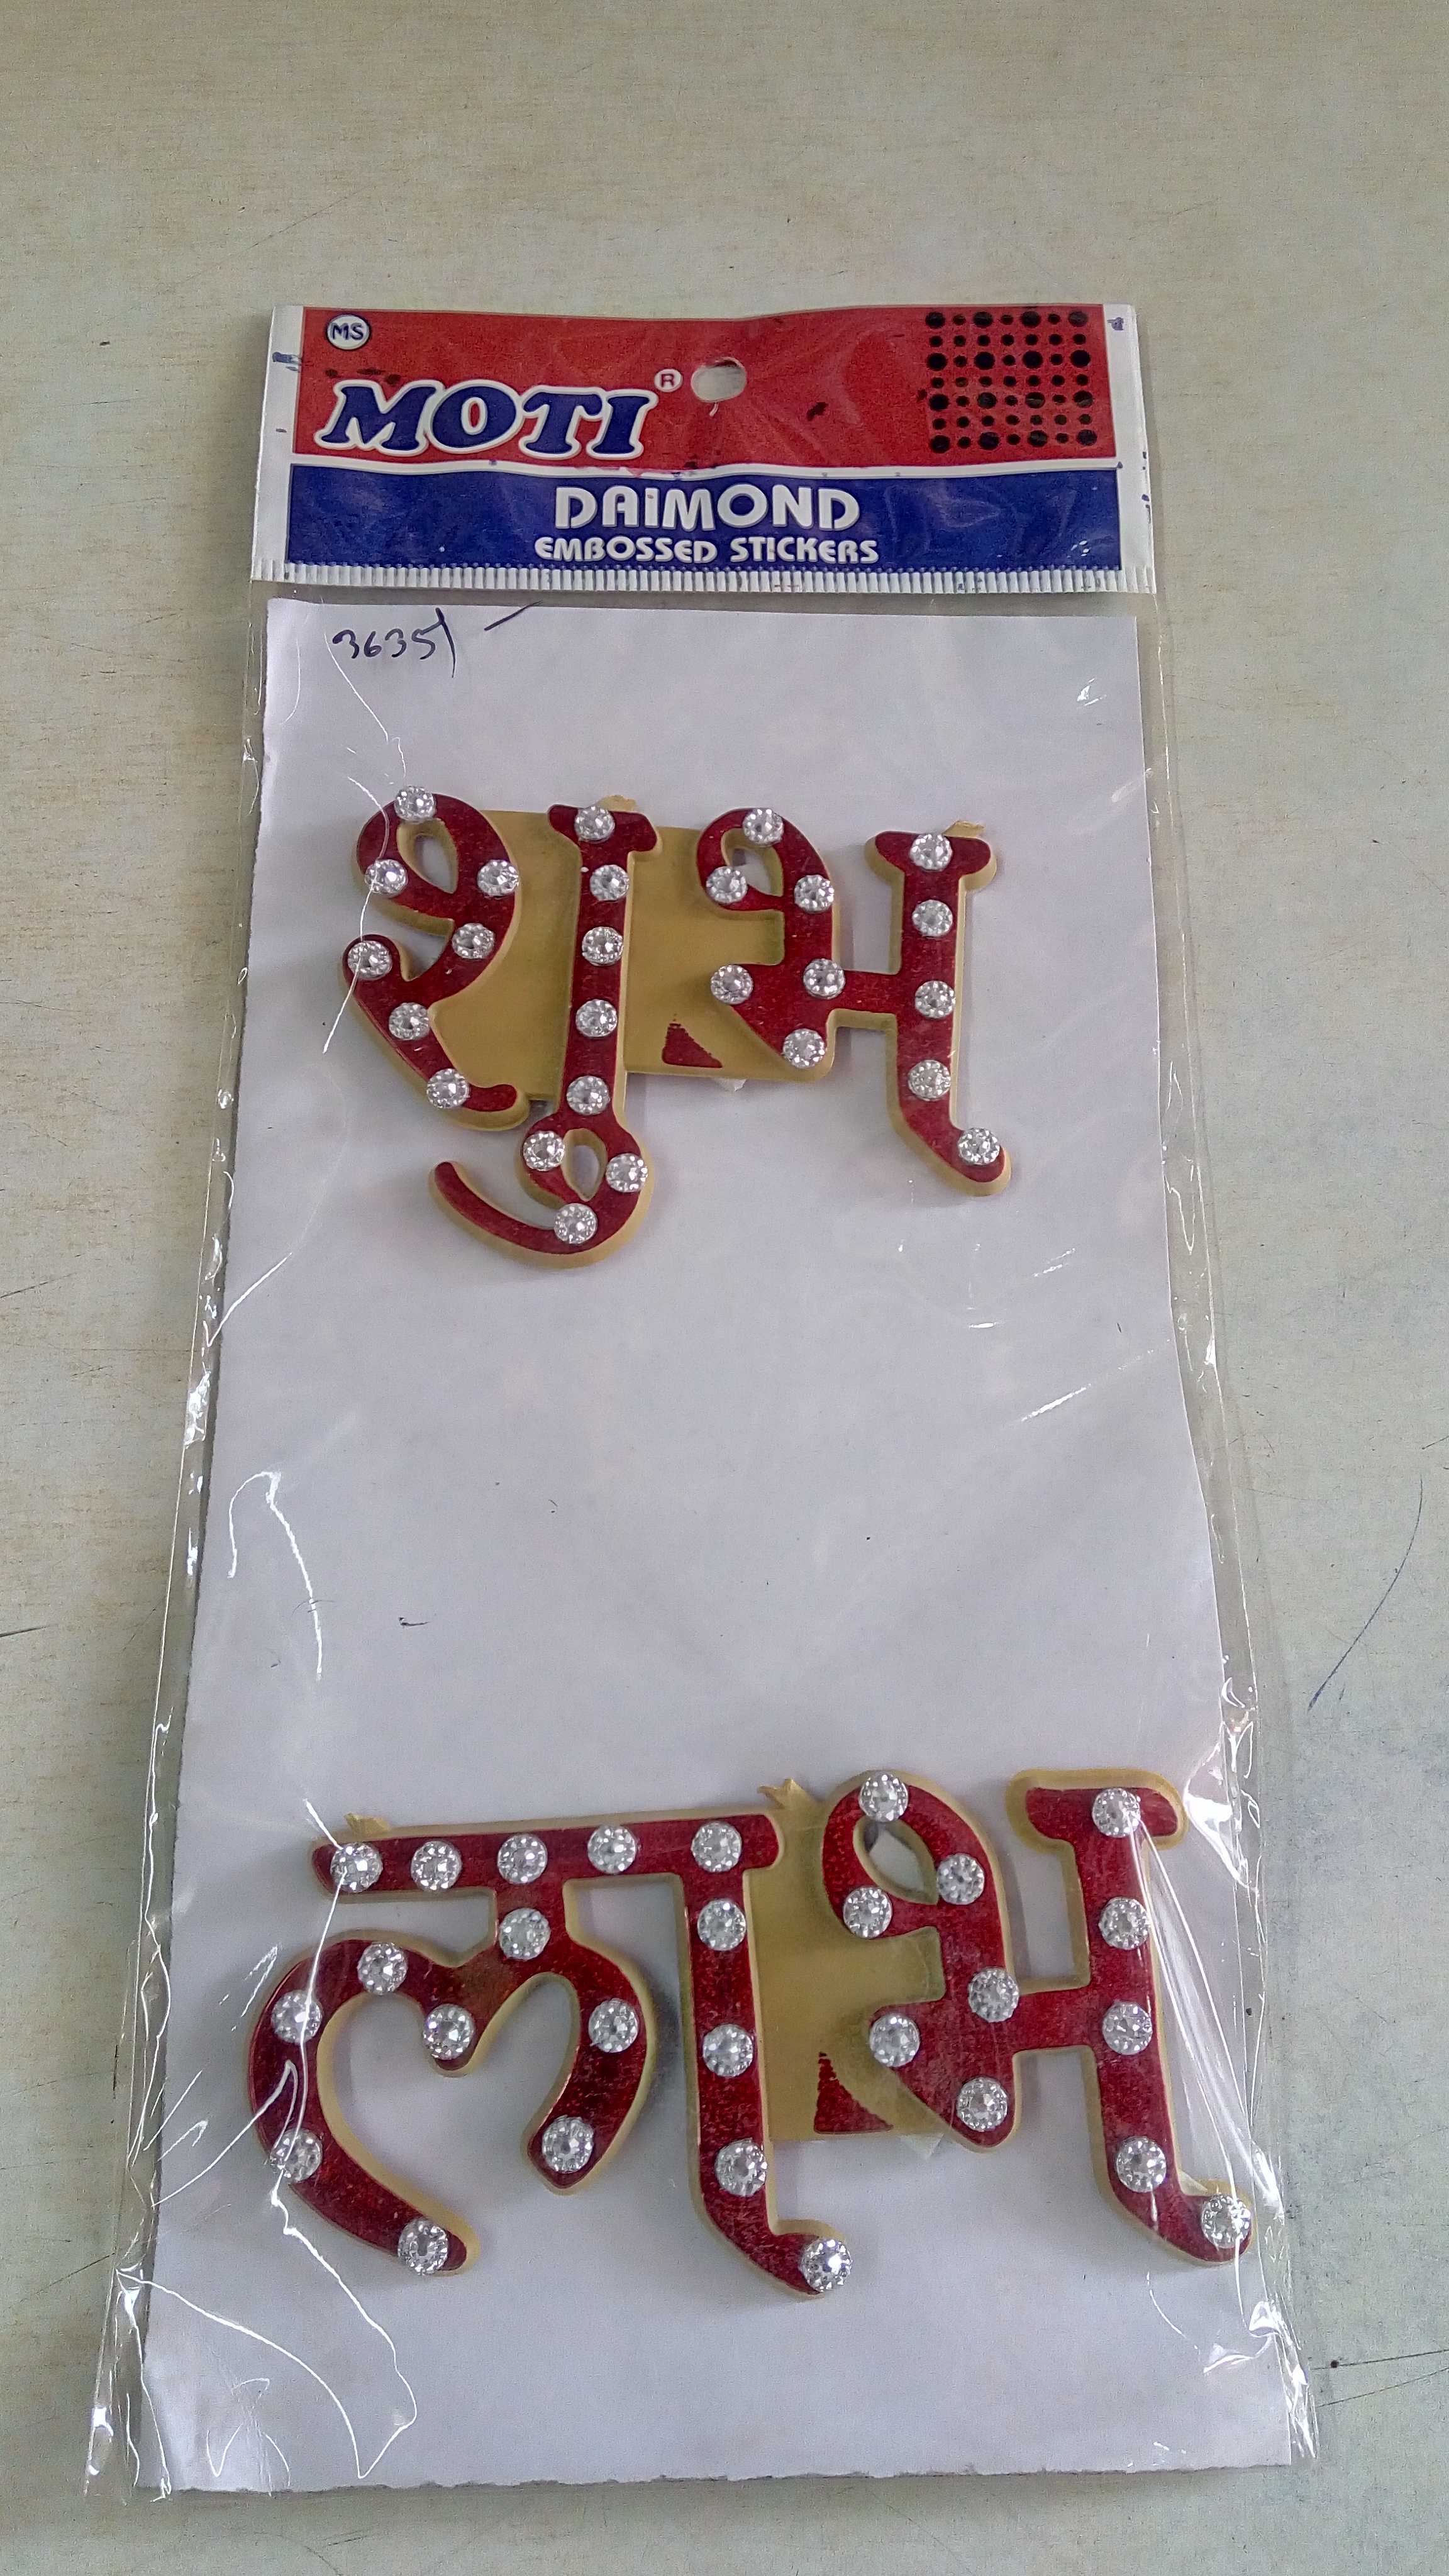 MS
MOTI®
DAIMOND
EMBOSSED STICKERS
3635
शुभ
लाभ